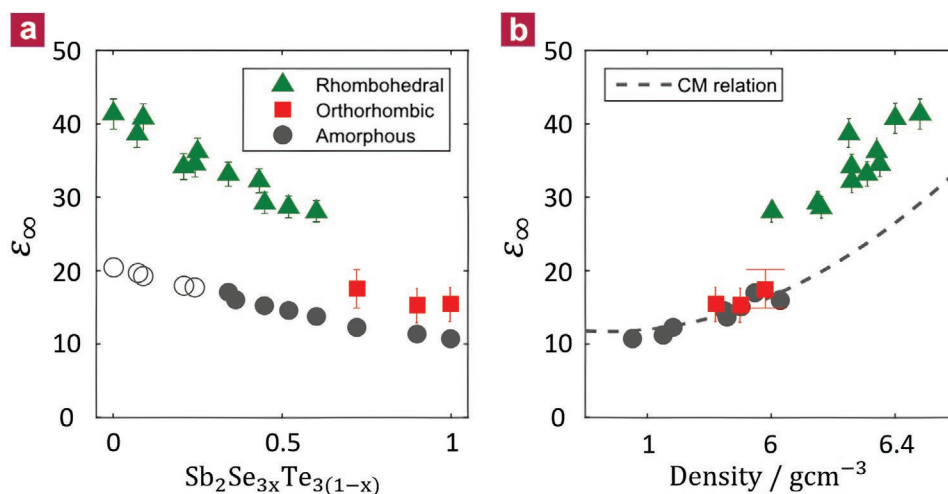 a
50
40
30
20
10
0
ε∞
0
0.5
1
Sb₂Se₃ₓTe₃₍₁₋ₓ₎
Rhombohedral
Orthorhombic
Amorphous
b
50
40
30
20
10
0
ε∞
1
6
6.4
Density / gcm⁻³
CM relation